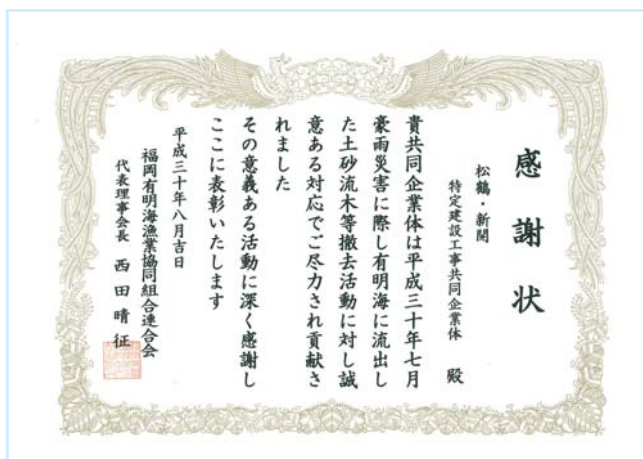 感謝状
松鶴・新開
特定建設工事共同企業体 殿
貴共同企業体は平成三十年七月
豪雨災害に際し有明海に流出し
た土砂流木等撤去活動に対し誠
意ある対応でご尽力され貢献さ
れました
その意義ある活動に深く感謝し
ここに表彰いたします
平成三十年八月吉日
福岡有明海漁業協同組合連合会
代表理事会長 西田晴征